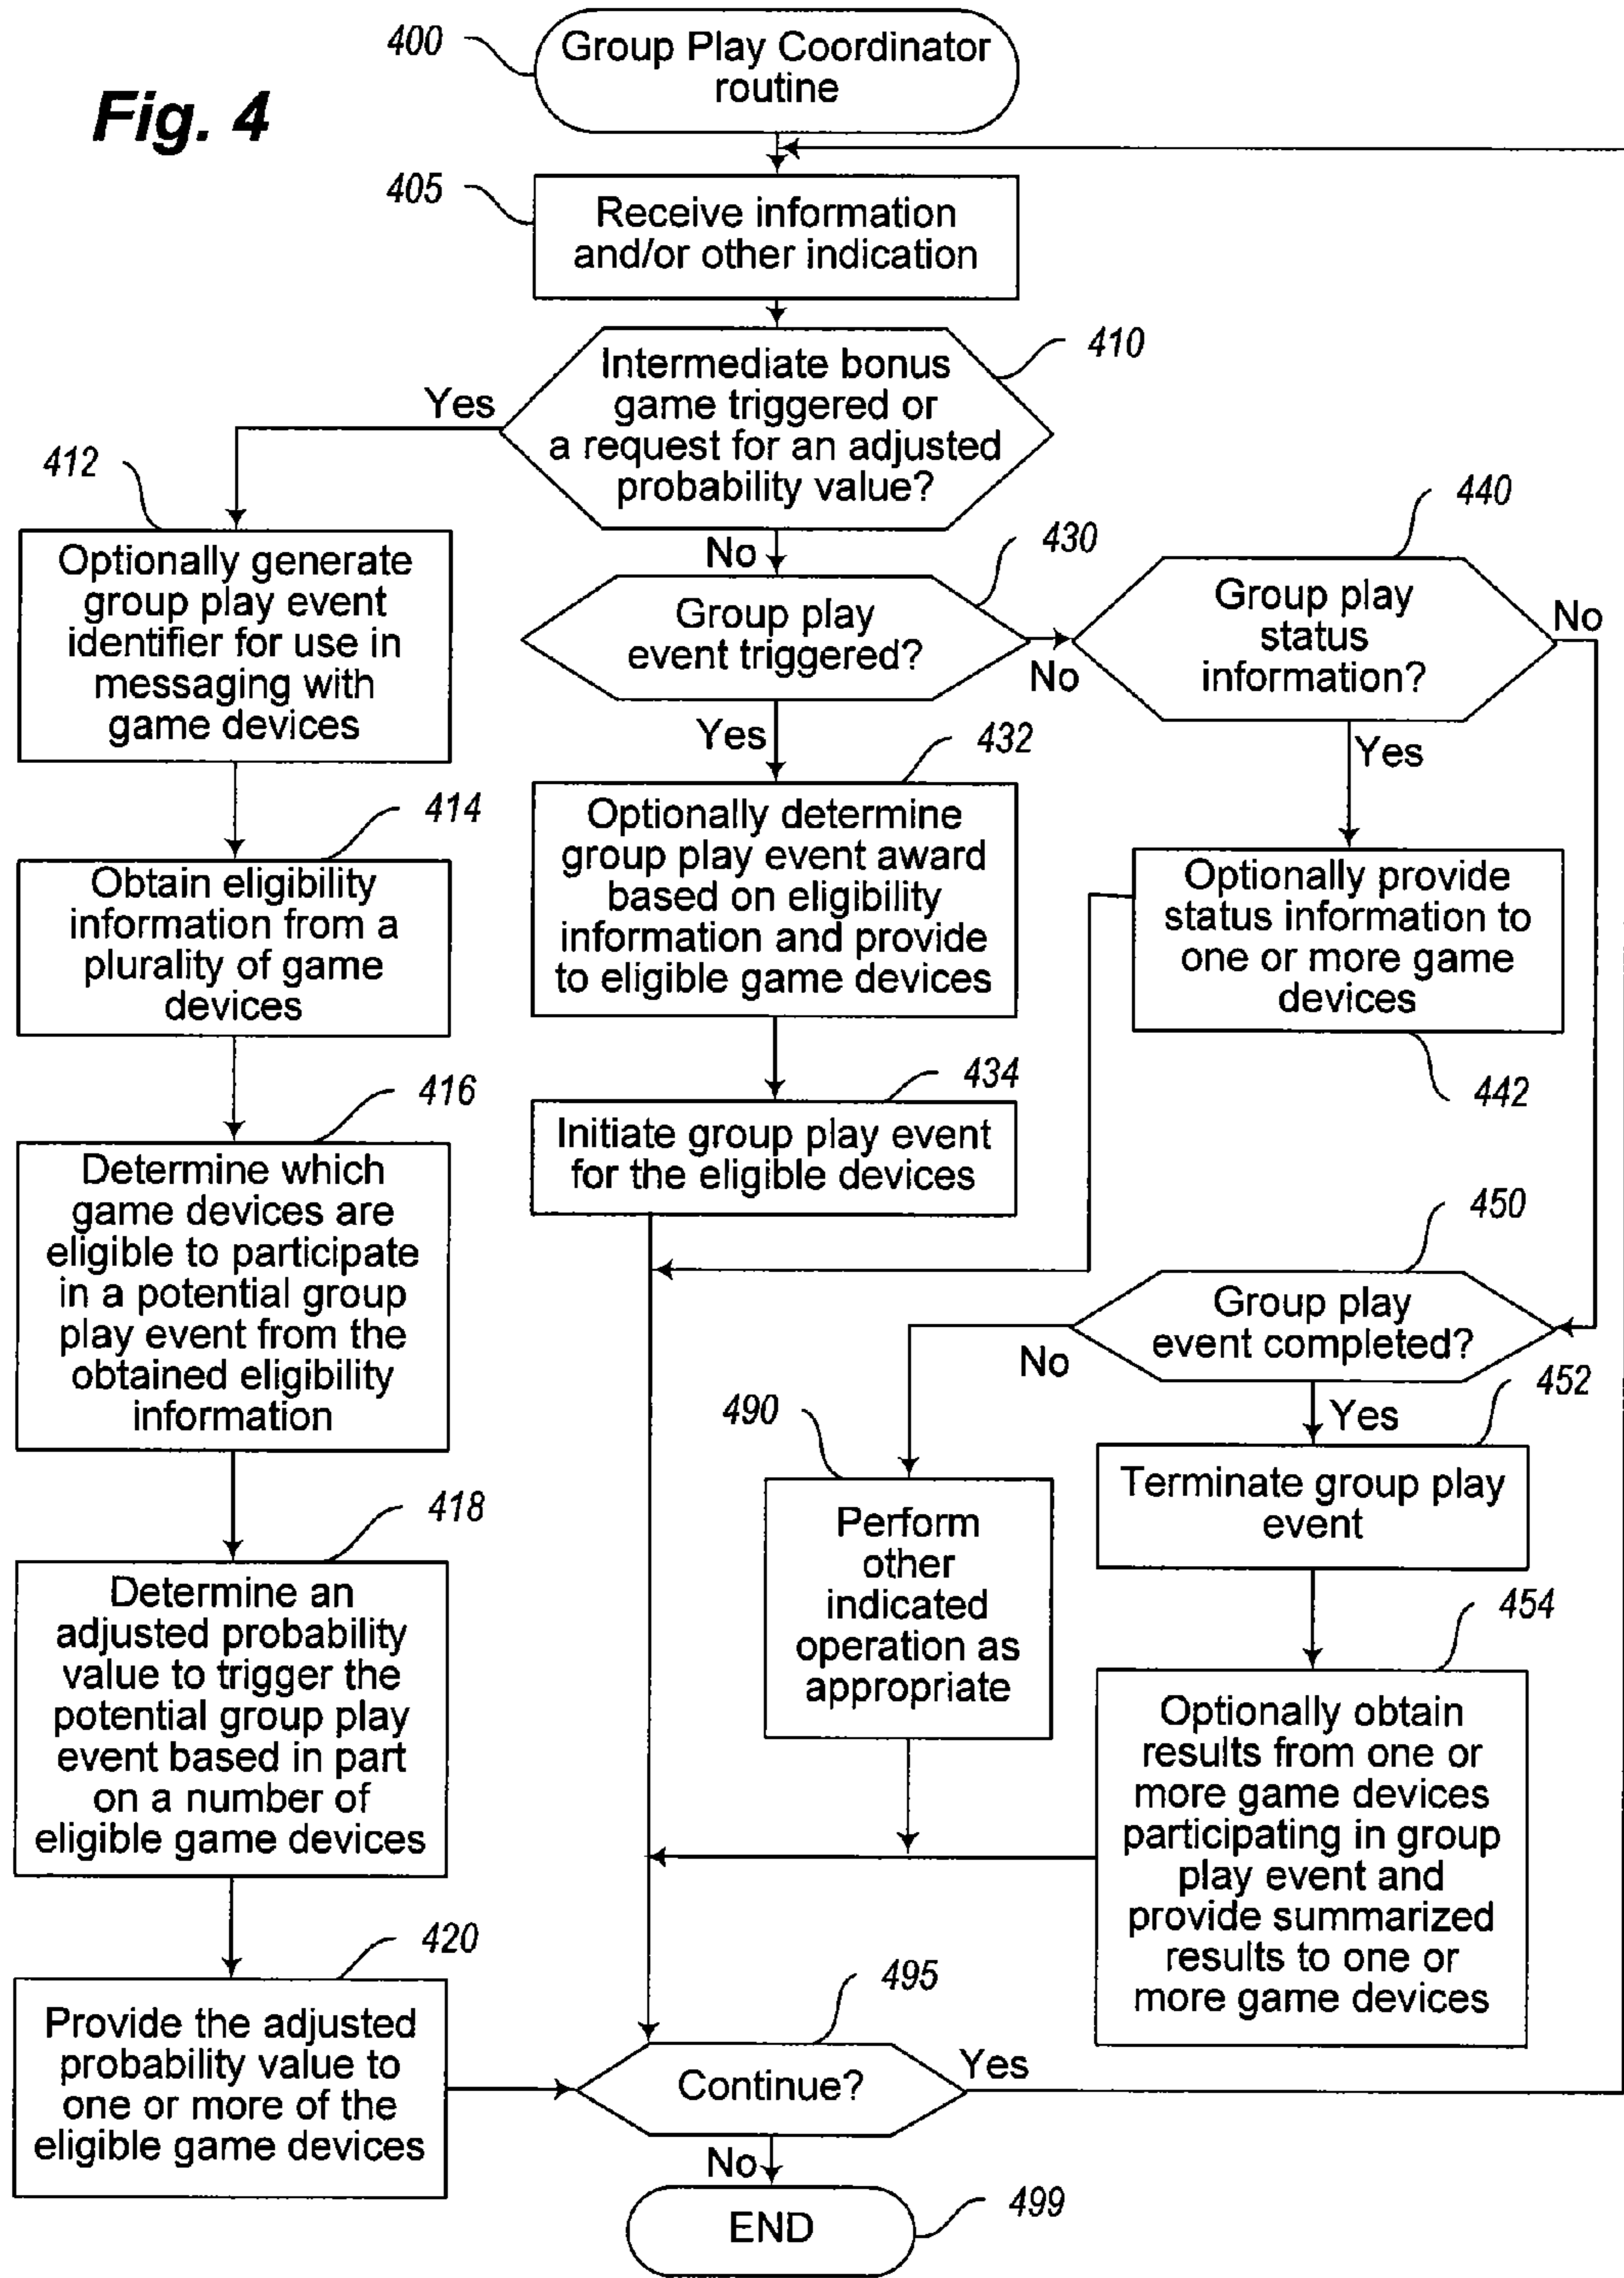 Fig. 4
400
Group Play Coordinator
routine
405
Receive information
and/or other indication
410
Intermediate bonus
game triggered or
a request for an adjusted
probability value?
Yes
No
412
Optionally generate
group play event
identifier for use in
messaging with
game devices
414
Obtain eligibility
information from a
plurality of game
devices
416
Determine which
game devices are
eligible to participate
in a potential group
play event from the
obtained eligibility
information
418
Determine an
adjusted probability
value to trigger the
potential group play
event based in part
on a number of
eligible game devices
420
Provide the adjusted
probability value to
one or more of the
eligible game devices
430
Group play
event triggered?
No
Yes
432
Optionally determine
group play event award
based on eligibility
information and provide
to eligible game devices
434
Initiate group play event
for the eligible devices
440
Group play
status
information?
No
Yes
Optionally provide
status information to
one or more game
devices
442
450
Group play
event completed?
No
Yes
490
Perform
other
indicated
operation as
appropriate
452
Terminate group play
event
454
Optionally obtain
results from one or
more game devices
participating in group
play event and
provide summarized
results to one or
more game devices
495
Continue?
Yes
No
END
499